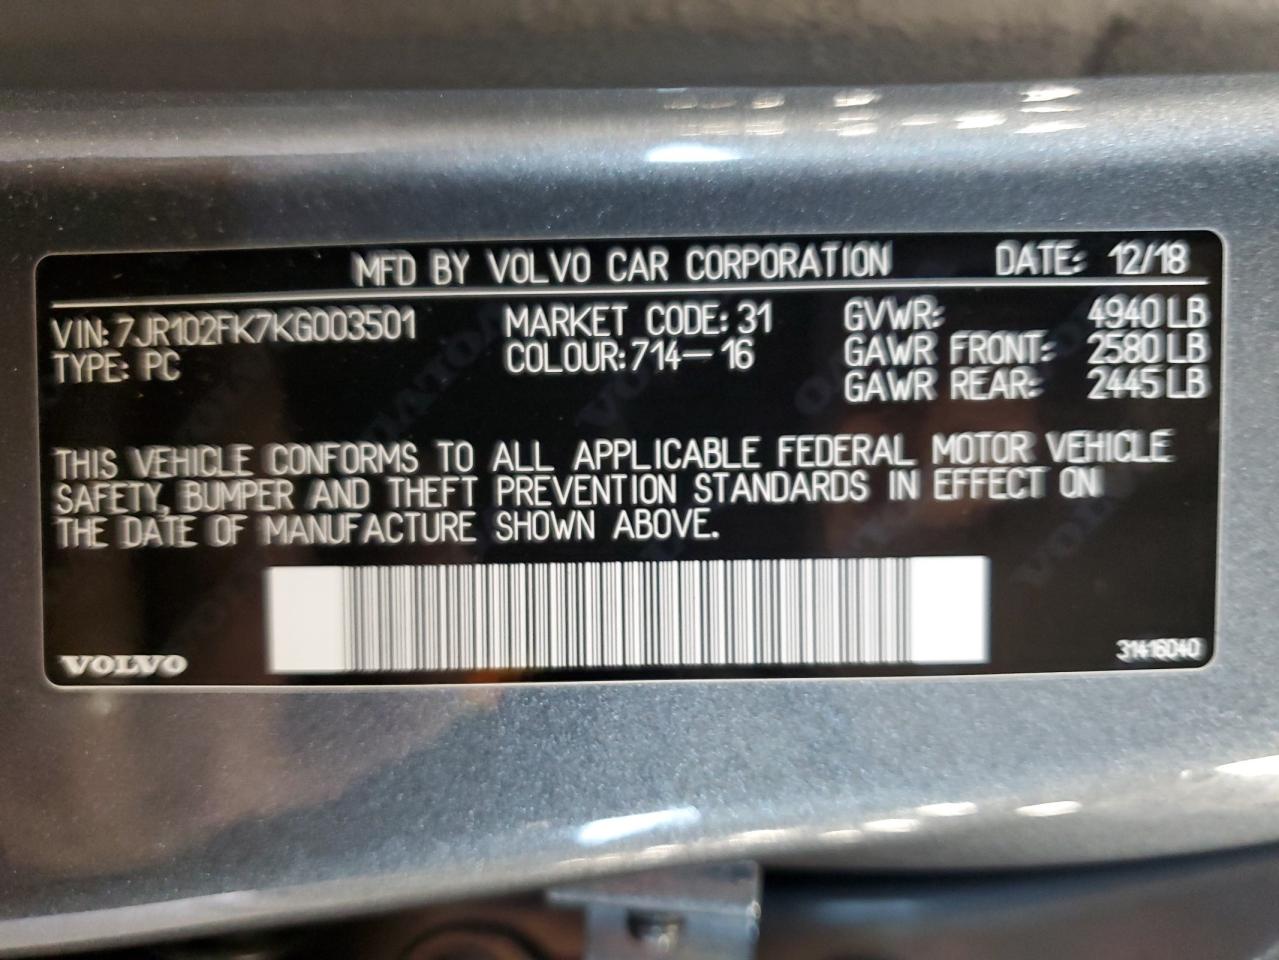 MFD BY VOLVO CAR CORPORATION DATE: 12/18
VIN: 7JR102FK7KG003501 MARKET CODE: 31 GVWR: 4940 LB
TYPE: PC COLOUR: 714-16 GAWR FRONT: 2580 LB
GAWR REAR: 2445 LB
THIS VEHICLE CONFORMS TO ALL APPLICABLE FEDERAL MOTOR VEHICLE
SAFETY, BUMPER AND THEFT PREVENTION STANDARDS IN EFFECT ON
THE DATE OF MANUFACTURE SHOWN ABOVE.
VOLVO 31416040